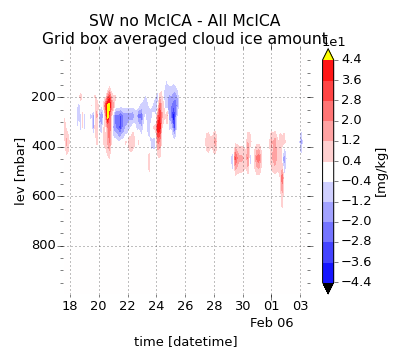 SW no McICA - All McICA
Grid box averaged cloud ice amount
1e1
4.4
3.6
2.8
2.0
1.2
0.4
−0.4
−1.2
−2.0
−2.8
−3.6
−4.4
[mg/kg]
lev [mbar]
200
400
600
800
18 20 22 24 26 28 30 01 03
Feb 06
time [datetime]